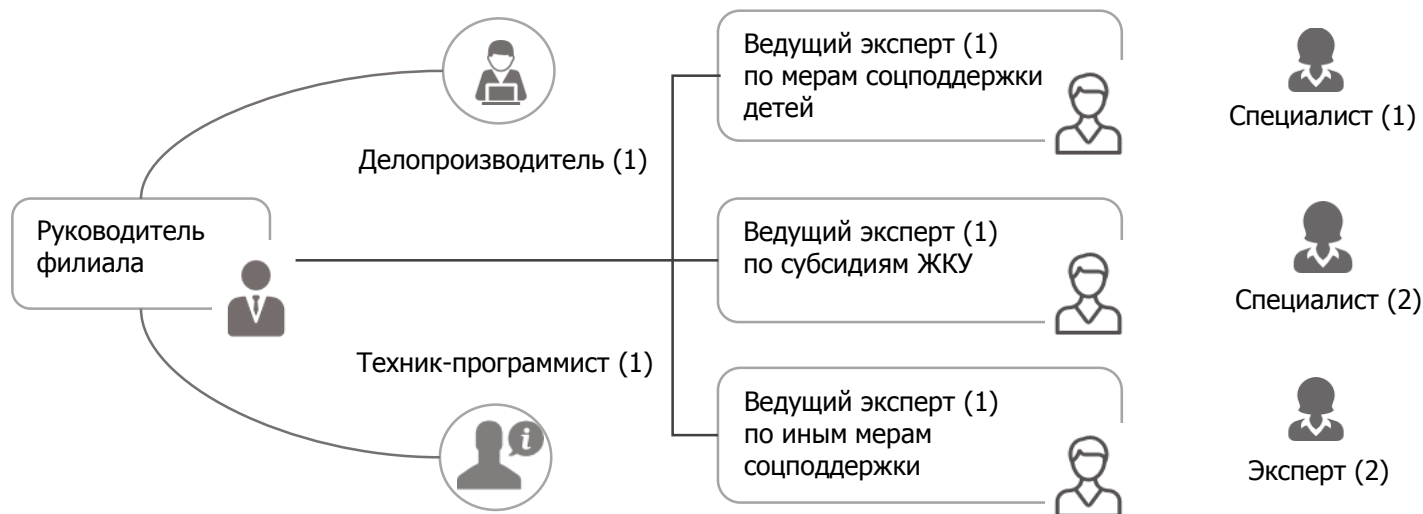 Ведущий эксперт (1)
по мерам соцподдержки
детей
Специалист (1)
Делопроизводитель (1)
Руководитель
филиала
Ведущий эксперт (1)
по субсидиям ЖКУ
Специалист (2)
Техник-программист (1)
Ведущий эксперт (1)
по иным мерам
соцподдержки
Эксперт (2)
i